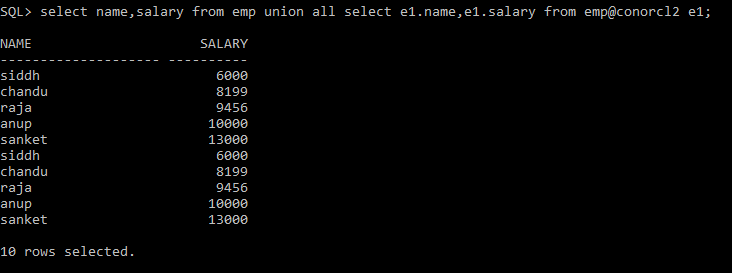 SQL> select name,salary from emp union all select e1.name,e1.salary from emp@conorcl2 e1;
NAME                     SALARY
-------------------- ----------
siddh                      6000
chandu                     8199
raja                       9456
anup                      10000
sanket                    13000
siddh                      6000
chandu                     8199
raja                       9456
anup                      10000
sanket                    13000
10 rows selected.